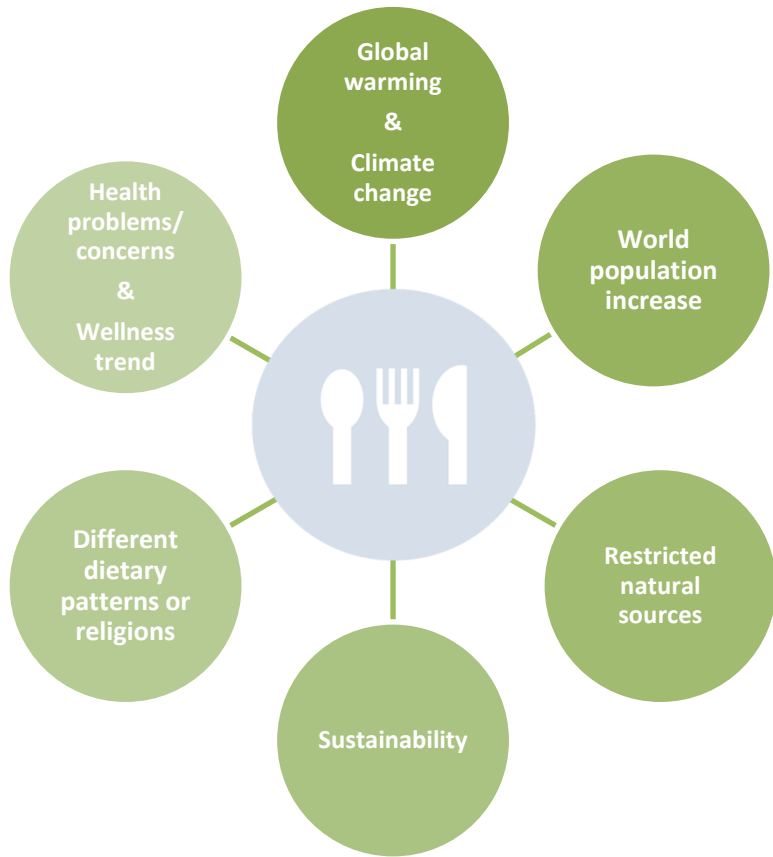 Global
warming
&
Climate
change
World
population
increase
Restricted
natural
sources
Sustainability
Different
dietary
patterns or
religions
Health
problems/
concerns
&
Wellness
trend